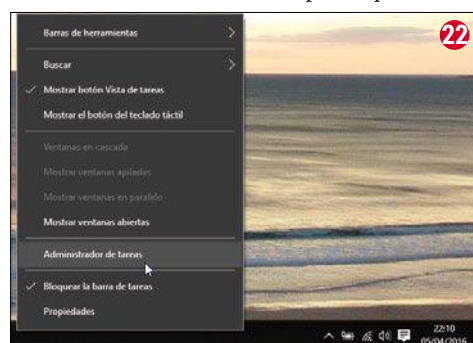 22
Barras de herramientas
Buscar
Mostrar botón Vista de tareas
Mostrar el botón del teclado táctil
Ventanas en cascada
Mostrar ventanas apiladas
Mostrar ventanas en paralelo
Mostrar ventanas abiertas
Administrador de tareas
Bloquear la barra de tareas
Propiedades
22:10
05/04/2016